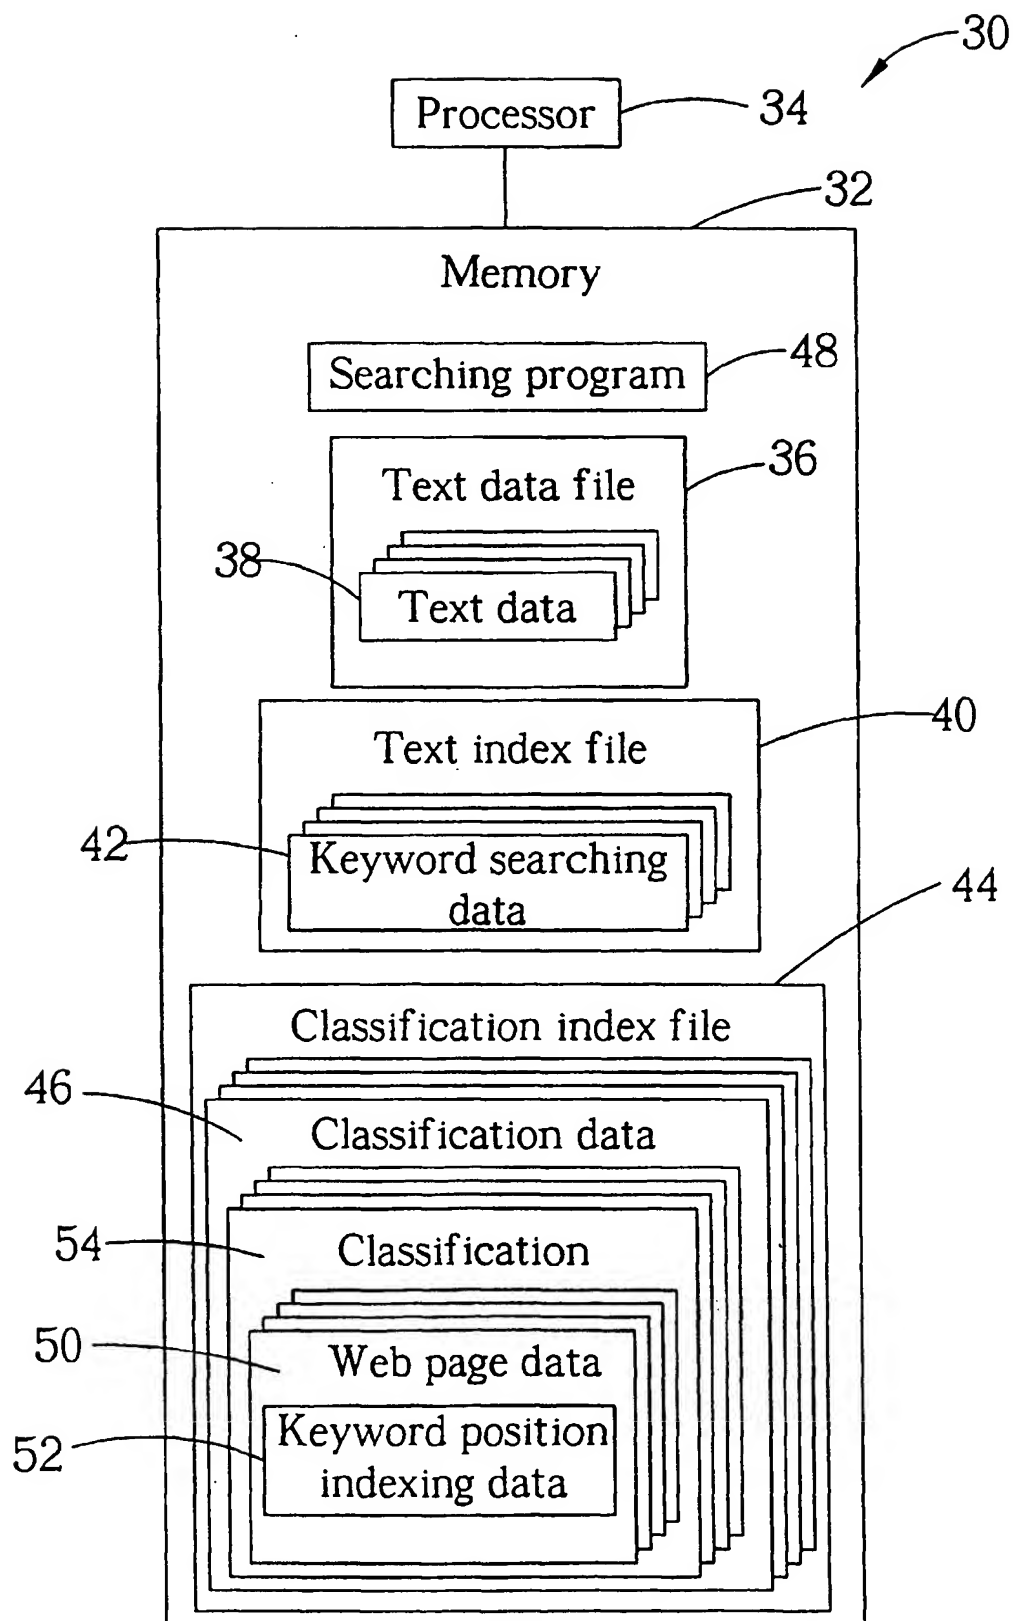 30
Processor
34
32
Memory
Searching program
48
Text data file
36
38
Text data
Text index file
40
42
Keyword searching
data
44
Classification index file
46
Classification data
54
Classification
50
Web page data
52
Keyword position
indexing data